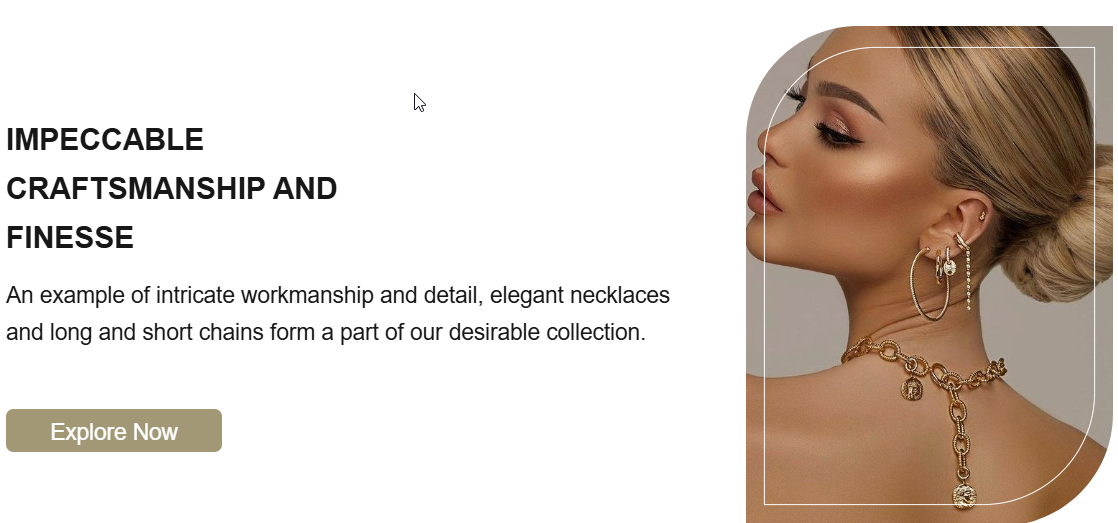 IMPECCABLE
CRAFTSMANSHIP AND
FINESSE
An example of intricate workmanship and detail, elegant necklaces
and long and short chains form a part of our desirable collection.
Explore Now